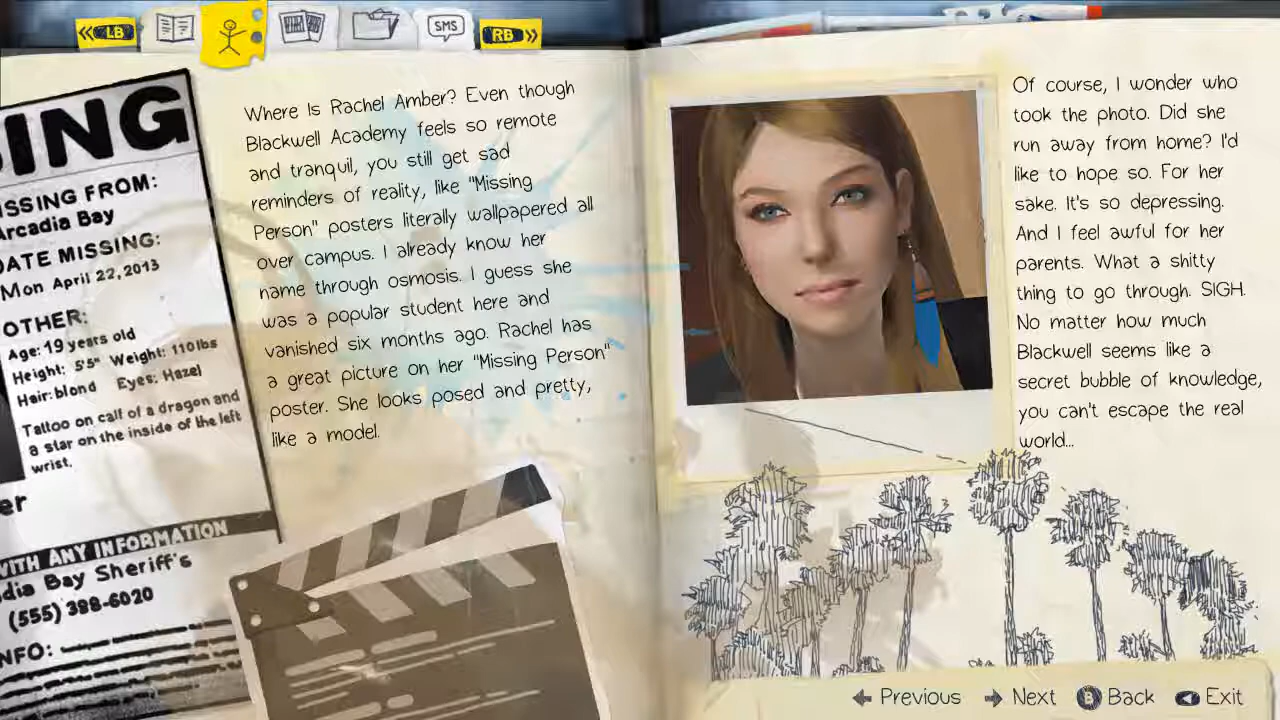 LB
SMS
RB
SING
ISSING FROM:
Arcadia Bay
DATE MISSING:
Mon April 22, 2013
OTHER:
Age: 19 years old
Height: 5'5" Weight: 110 lbs
Hair: blond Eyes: Hazel
Tattoo on calf of a dragon and
a star on the inside of the left
wrist.
er
WITH ANY INFORMATION
dia Bay Sheriff's
(555) 388-6020
NFO:
Where Is Rachel Amber? Even though
Blackwell Academy feels so remote
and tranquil, you still get sad
reminders of reality, like "Missing
Person" posters literally wallpapered all
over campus. I already know her
name through osmosis. I guess she
was a popular student here and
vanished six months ago. Rachel has
a great picture on her "Missing Person"
poster. She looks posed and pretty,
like a model.
Of course, I wonder who
took the photo. Did she
run away from home? I'd
like to hope so. For her
sake. It's so depressing.
And I feel awful for her
parents. What a shitty
thing to go through. SIGH.
No matter how much
Blackwell seems like a
secret bubble of knowledge,
you can't escape the real
world...
Previous Next B Back Exit